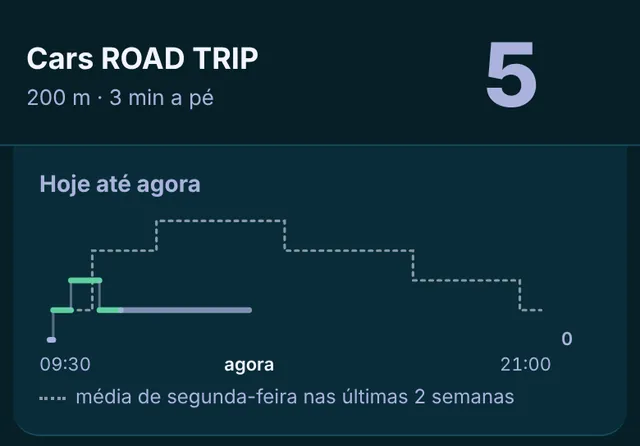 Cars ROAD TRIP
5
200 m · 3 min a pé
Hoje até agora
0
09:30 agora 21:00
média de segunda-feira nas últimas 2 semanas